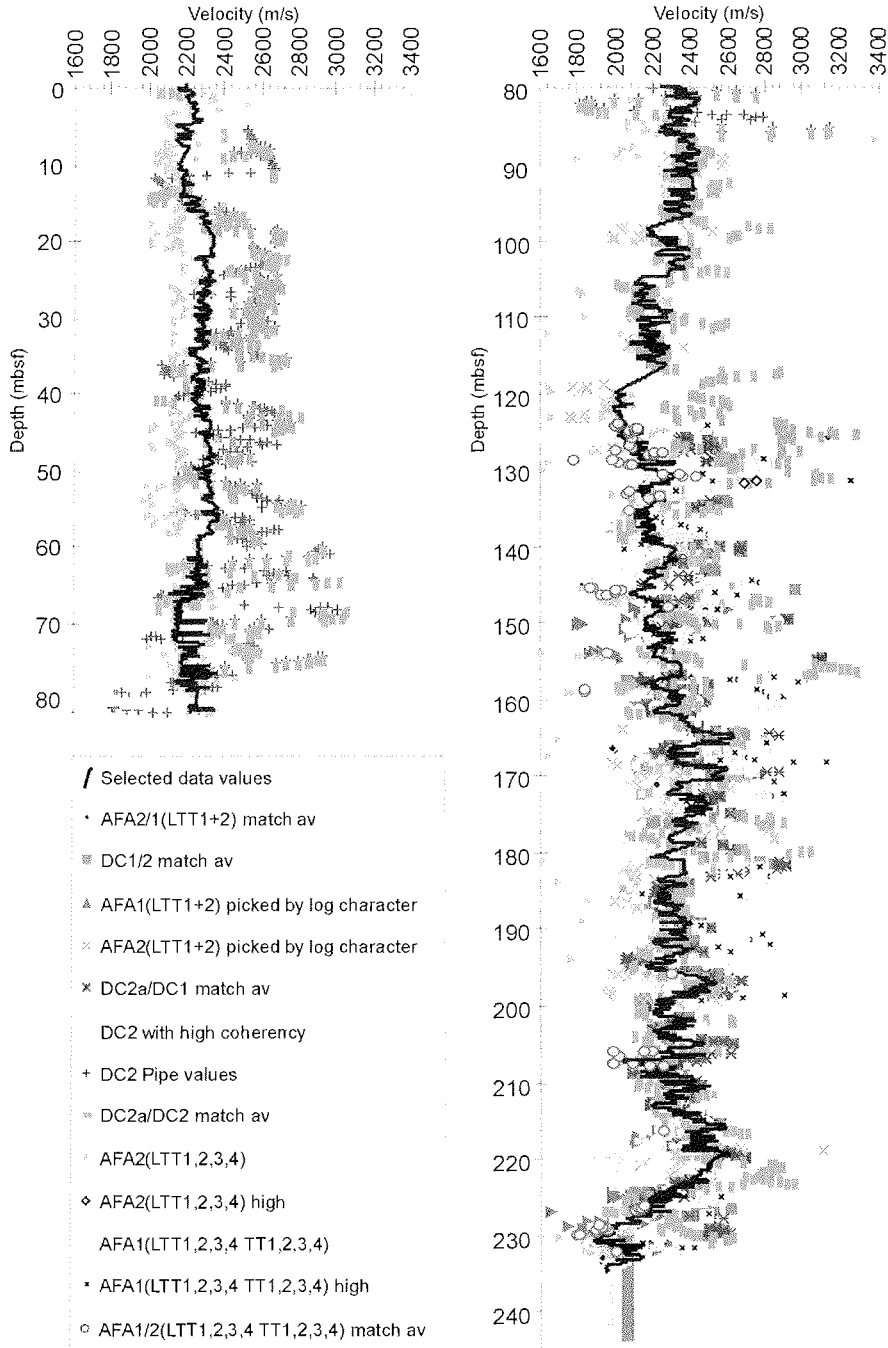 Velocity (m/s)
1600 1800 2000 2200 2400 2600 2800 3000 3200 3400
0
10
20
30
40
50
60
70
80
Depth (mbsf)
Selected data values
AFA2/1(LTT1+2) match av
DC1/2 match av
AFA1(LTT1+2) picked by log character
AFA2(LTT1+2) picked by log character
DC2a/DC1 match av
DC2 with high coherency
DC2 Pipe values
DC2a/DC2 match av
AFA2(LTT1,2,3,4)
AFA2(LTT1,2,3,4) high
AFA1(LTT1,2,3,4 TT1,2,3,4)
AFA1(LTT1,2,3,4 TT1,2,3,4) high
AFA1/2(LTT1,2,3,4 TT1,2,3,4) match av
Velocity (m/s)
1600 1800 2000 2200 2400 2600 2800 3000 3200 3400
80
90
100
110
120
130
140
150
160
170
180
190
200
210
220
230
240
Depth (mbsf)